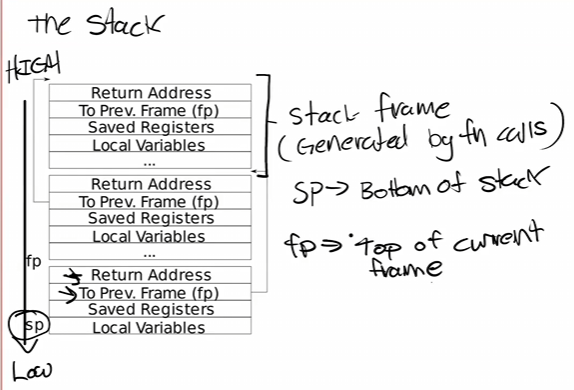 the Stack
HIGH
Return Address
To Prev. Frame (fp)
Saved Registers
Local Variables
...
Return Address
To Prev. Frame (fp)
Saved Registers
Local Variables
...
fp
Return Address
To Prev. Frame (fp)
Saved Registers
sp
Local Variables
Low
Stack frame
(Generated by fn calls)
SP → Bottom of stack
fp → Top of current
frame